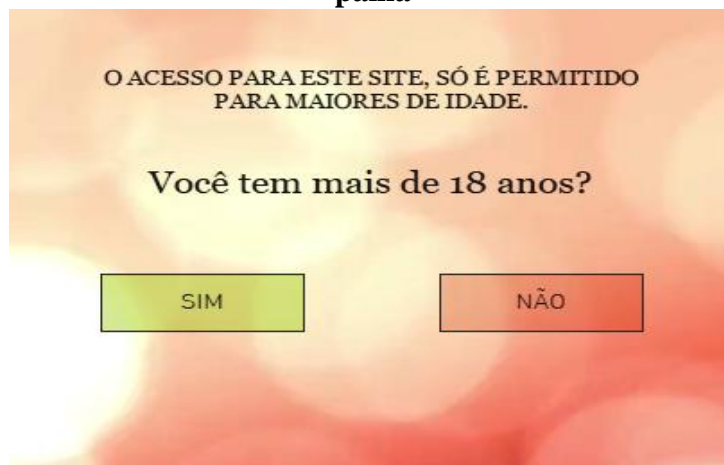 O ACESSO PARA ESTE SITE, SÓ É PERMITIDO
PARA MAIORES DE IDADE.
Você tem mais de 18 anos?
SIM
NÃO